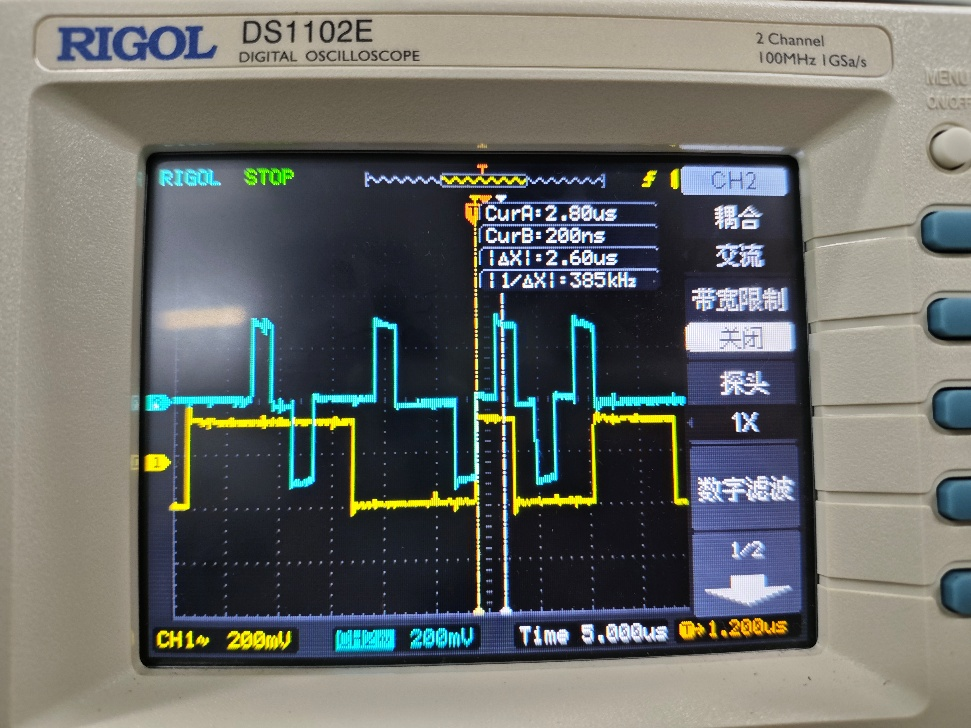 RIGOL DS1102E
DIGITAL OSCILLOSCOPE
2 Channel
100MHz 1GSa/s
MENU
ON/OFF
RIGOL STOP
T
CH2
T
CurA:2.80us
CurB:200ns
|ΔX|:2.60us
|1/ΔX|:385kHz
耦合
交流
带宽限制
关闭
探头
1X
数字滤波
1/2
1
CH1~ 200mV
200mV
Time 5.000us
T→1.200us